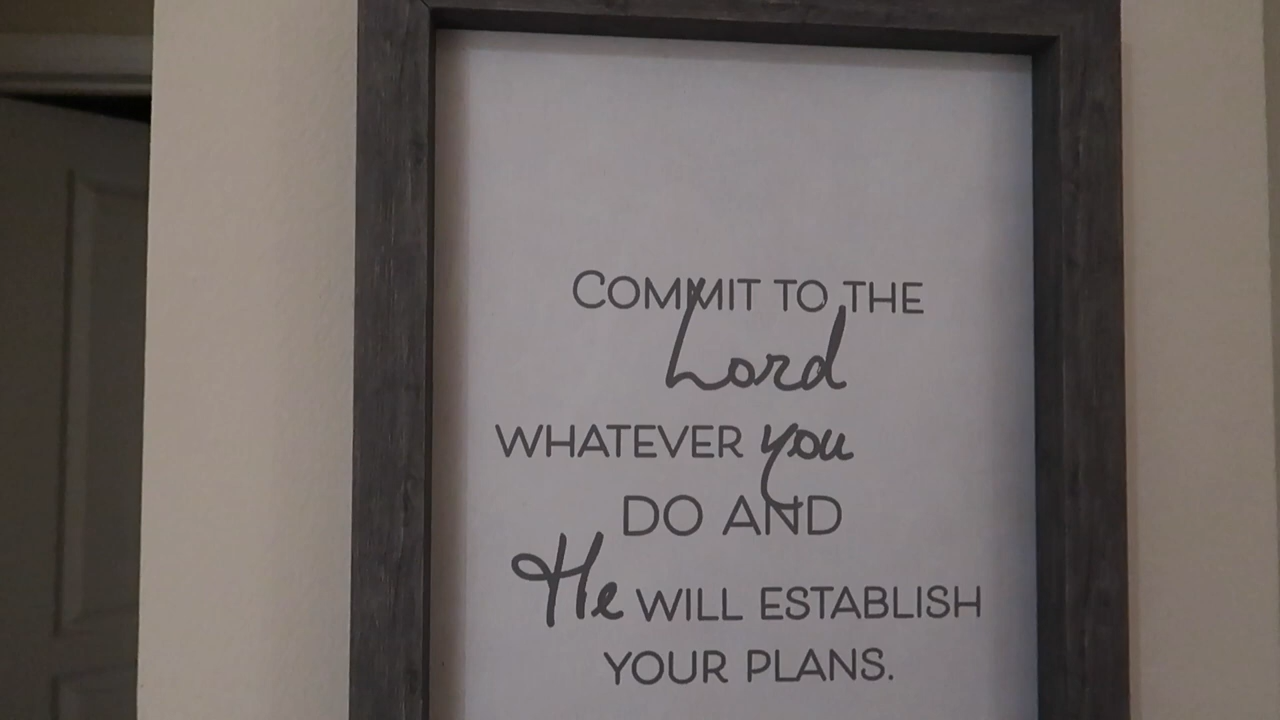 COMMIT TO THE
Lord
WHATEVER you
DO AND
He WILL ESTABLISH
YOUR PLANS.